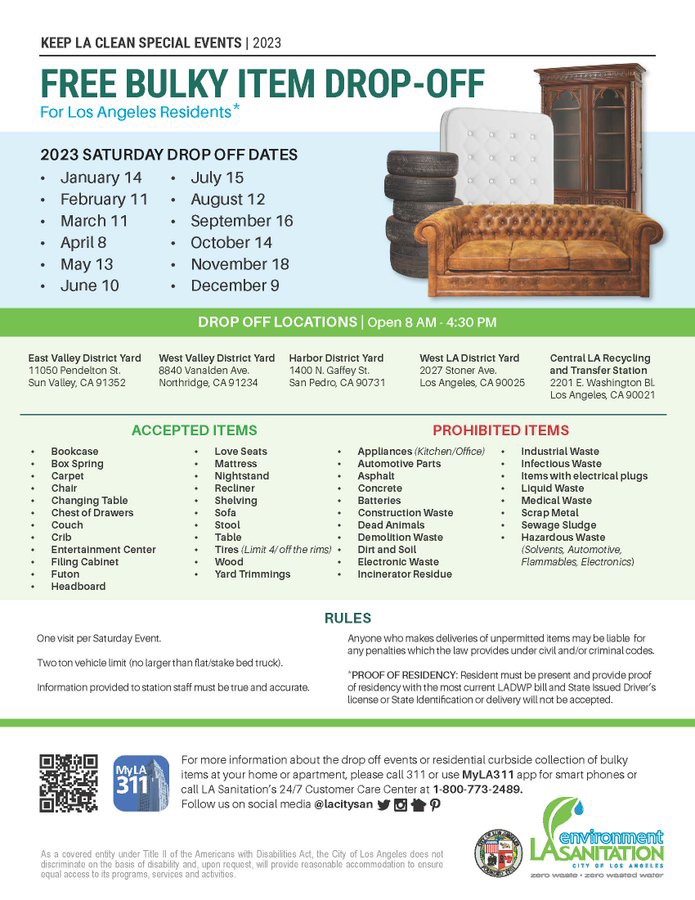 KEEP LA CLEAN SPECIAL EVENTS | 2023
FREE BULKY ITEM DROP-OFF
For Los Angeles Residents*
2023 SATURDAY DROP OFF DATES
• January 14
• February 11
• March 11
• April 8
• May 13
• June 10
• July 15
• August 12
• September 16
• October 14
• November 18
• December 9
DROP OFF LOCATIONS | Open 8 AM - 4:30 PM
East Valley District Yard
11050 Pendelton St.
Sun Valley, CA 91352
West Valley District Yard
8840 Vanalden Ave.
Northridge, CA 91234
Harbor District Yard
1400 N. Gaffey St.
San Pedro, CA 90731
West LA District Yard
2027 Stoner Ave.
Los Angeles, CA 90025
Central LA Recycling
and Transfer Station
2201 E. Washington Bl.
Los Angeles, CA 90021
ACCEPTED ITEMS
• Bookcase
• Box Spring
• Carpet
• Chair
• Changing Table
• Chest of Drawers
• Couch
• Crib
• Entertainment Center
• Filing Cabinet
• Futon
• Headboard
• Love Seats
• Mattress
• Nightstand
• Recliner
• Shelving
• Sofa
• Stool
• Table
• Tires (Limit 4/off the rims)
• Wood
• Yard Trimmings
PROHIBITED ITEMS
• Appliances (Kitchen/Office)
• Automotive Parts
• Asphalt
• Concrete
• Batteries
• Construction Waste
• Dead Animals
• Demolition Waste
• Dirt and Soil
• Electronic Waste
• Incinerator Residue
• Industrial Waste
• Infectious Waste
• Items with electrical plugs
• Liquid Waste
• Medical Waste
• Scrap Metal
• Sewage Sludge
• Hazardous Waste
(Solvents, Automotive,
Flammables, Electronics)
RULES
One visit per Saturday Event.
Two ton vehicle limit (no larger than flat/stake bed truck).
Information provided to station staff must be true and accurate.
Anyone who makes deliveries of unpermitted items may be liable for
any penalties which the law provides under civil and/or criminal codes.
*PROOF OF RESIDENCY: Resident must be present and provide proof
of residency with the most current LADWP bill and State Issued Driver's
license or State Identification or delivery will not be accepted.
MyLA
311
For more information about the drop off events or residential curbside collection of bulky
items at your home or apartment, please call 311 or use MyLA311 app for smart phones or
call LA Sanitation's 24/7 Customer Care Center at 1-800-773-2489.
Follow us on social media @lacitysan
As a covered entity under Title II of the Americans with Disabilities Act, the City of Los Angeles does not
discriminate on the basis of disability and, upon request, will provide reasonable accommodation to ensure
equal access to its programs, services and activities.
environment
LASANITATION
CITY OF LOS ANGELES
zero waste • zero wasted water